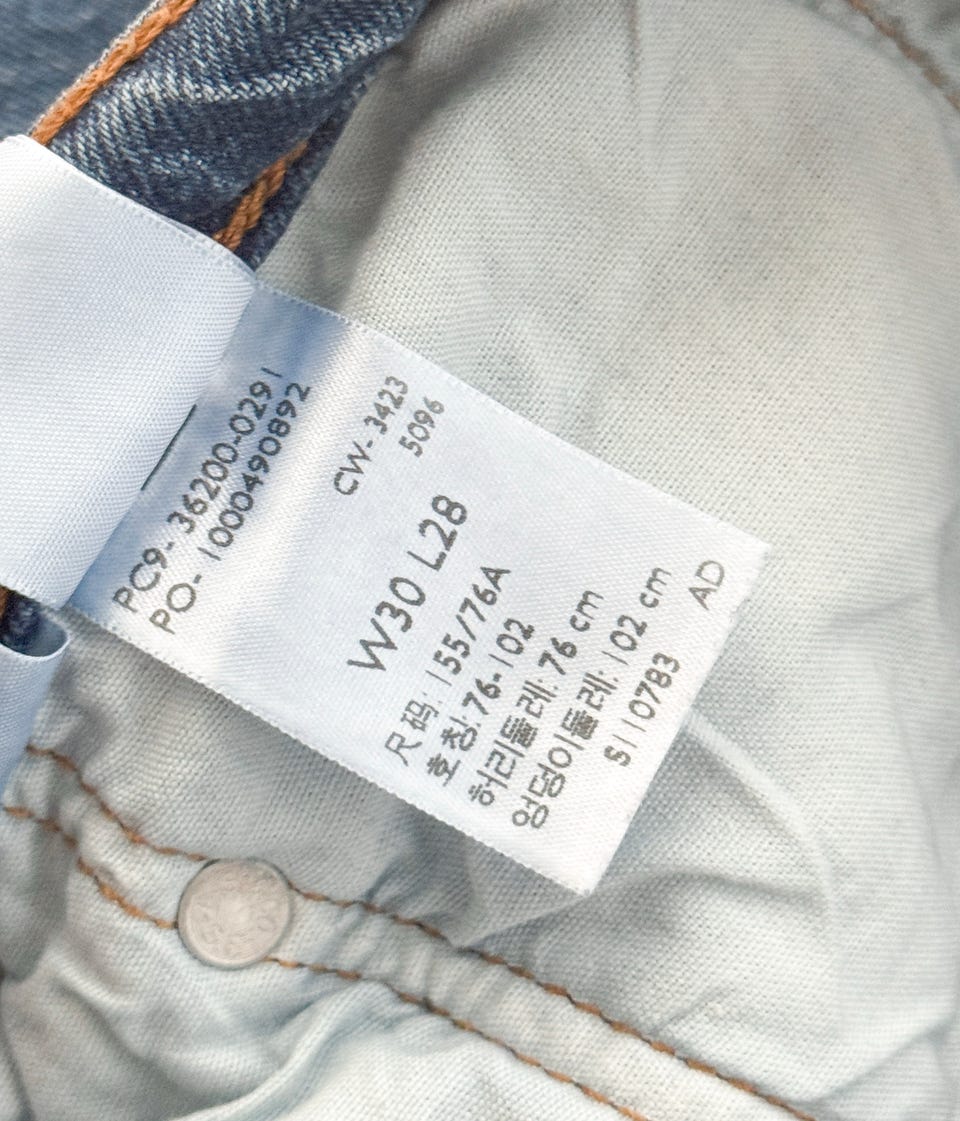 PC9- 36200-0291
PO- 1000490892
CW- 3423
5096
W30 L28
尺码: 155/76A
호칭: 76-102
허리둘레: 76 cm
엉덩이둘레: 102 cm
5110783
AD